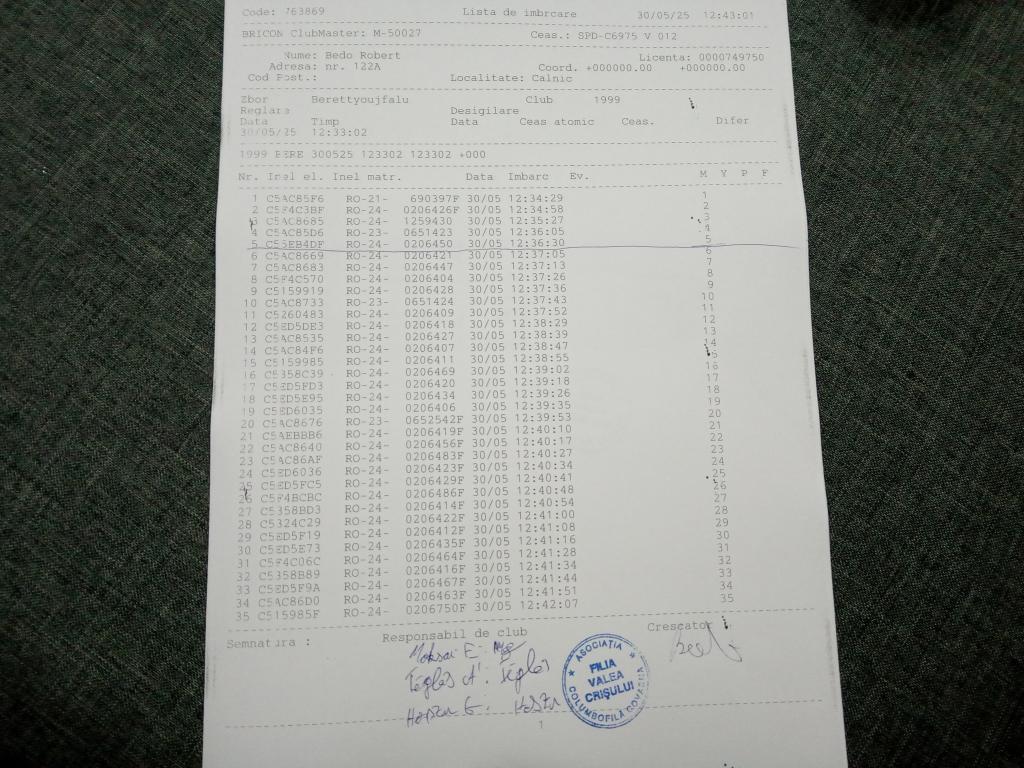 Code: 763869 Lista de imbrcare 30/05/25 12:43:01
BRICON ClubMaster: M-50027 Ceas.: SPD-C6975 V 012
Nume: Bedo Robert Licenta: 0000749750
Adresa: nr. 122A Coord. +000000.00 +000000.00
Cod Post.: Localitate: Calnic
Zbor Berettyoujfalu Club 1999
Reglare Desigilare
Data Timp Data Ceas atomic Ceas. Difer
30/05/25 12:33:02
1999 BERE 300525 123302 123302 +000
Nr. Inel el. Inel matr. Data Imbarc Ev. M Y P F
1 C5AC85F6 RO-21- 690397F 30/05 12:34:29 1
2 C5F4C3BF RO-24- 0206426F 30/05 12:34:58 2
3 C5AC8685 RO-24- 1259430 30/05 12:35:27 3
4 C5AC85D6 RO-23- 0651423 30/05 12:36:05 4
5 C55EB4DF RO-24- 0206450 30/05 12:36:30 5
6 C5AC8669 RO-24- 0206421 30/05 12:37:05 6
7 C5AC8683 RO-24- 0206447 30/05 12:37:13 7
8 C5F4C570 RO-24- 0206404 30/05 12:37:26 8
9 C5159919 RO-24- 0206428 30/05 12:37:36 9
10 C5AC8733 RO-23- 0651424 30/05 12:37:43 10
11 C5260483 RO-24- 0206409 30/05 12:37:52 11
12 C5ED5DE3 RO-24- 0206418 30/05 12:38:29 12
13 C5AC8535 RO-24- 0206427 30/05 12:38:39 13
14 C5AC84F6 RO-24- 0206407 30/05 12:38:47 14
15 C5159985 RO-24- 0206411 30/05 12:38:55 15
16 C5358C39 RO-24- 0206469 30/05 12:39:02 16
17 C5ED5FD3 RO-24- 0206420 30/05 12:39:18 17
18 C5ED5E95 RO-24- 0206434 30/05 12:39:26 18
19 C5ED6035 RO-24- 0206406 30/05 12:39:35 19
20 C5AC8676 RO-23- 0652542F 30/05 12:39:53 20
21 C5AEBBB6 RO-24- 0206419F 30/05 12:40:10 21
22 C5AC8640 RO-24- 0206456F 30/05 12:40:17 22
23 C5AC86AF RO-24- 0206483F 30/05 12:40:27 23
24 C5ED6036 RO-24- 0206423F 30/05 12:40:34 24
25 C5ED5FC5 RO-24- 0206429F 30/05 12:40:41 25
26 C5F4BCBC RO-24- 0206486F 30/05 12:40:48 26
27 C5358BD3 RO-24- 0206414F 30/05 12:40:54 27
28 C5324C29 RO-24- 0206422F 30/05 12:41:00 28
29 C5ED5F19 RO-24- 0206412F 30/05 12:41:08 29
30 C5ED5E73 RO-24- 0206435F 30/05 12:41:16 30
31 C5F4C06C RO-24- 0206464F 30/05 12:41:28 31
32 C5358B89 RO-24- 0206416F 30/05 12:41:34 32
33 C5ED5F9A RO-24- 0206467F 30/05 12:41:44 33
34 C5AC86D0 RO-24- 0206463F 30/05 12:41:51 34
35 C515985F RO-24- 0206750F 30/05 12:42:07 35
Semnatura : Responsabil de club Crescator
ASOCIAȚIA
FILIA
VALEA
CRIȘULUI
COLUMBOFILĂ COVASNA
1